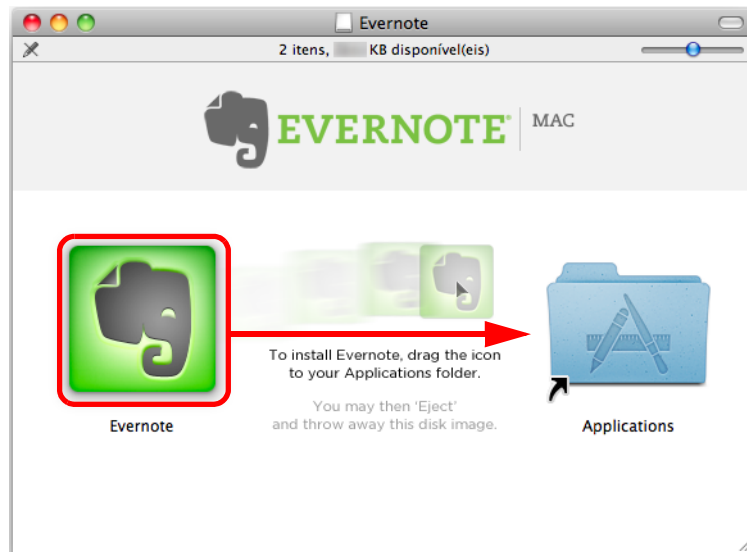 Evernote
2 itens, KB disponível(eis)
EVERNOTE® MAC
To install Evernote, drag the icon
to your Applications folder.
You may then 'Eject'
and throw away this disk image.
Evernote
Applications